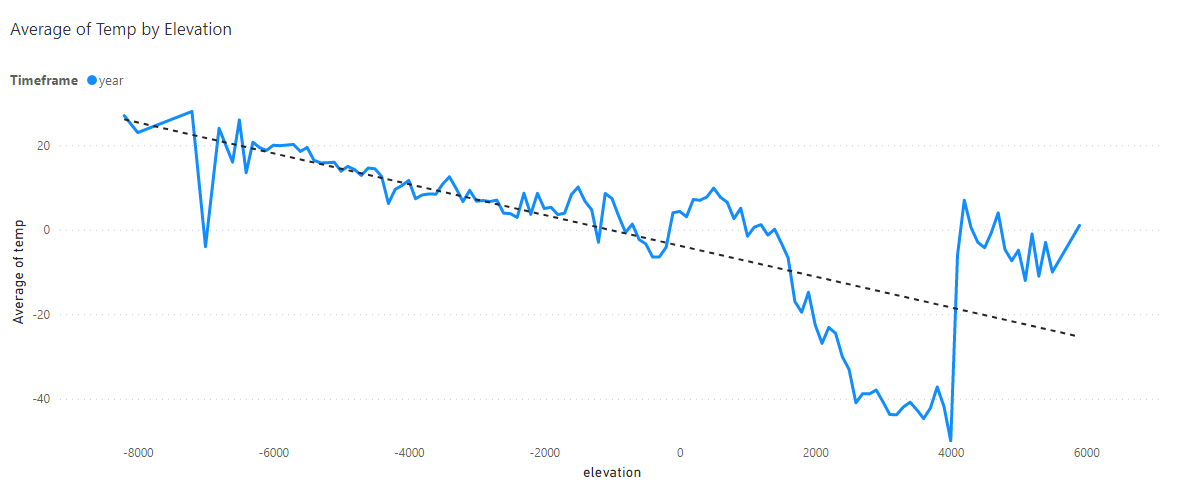 Average of Temp by Elevation
Timeframe year
20
0
-20
-40
Average of temp
-8000 -6000 -4000 -2000 0 2000 4000 6000
elevation